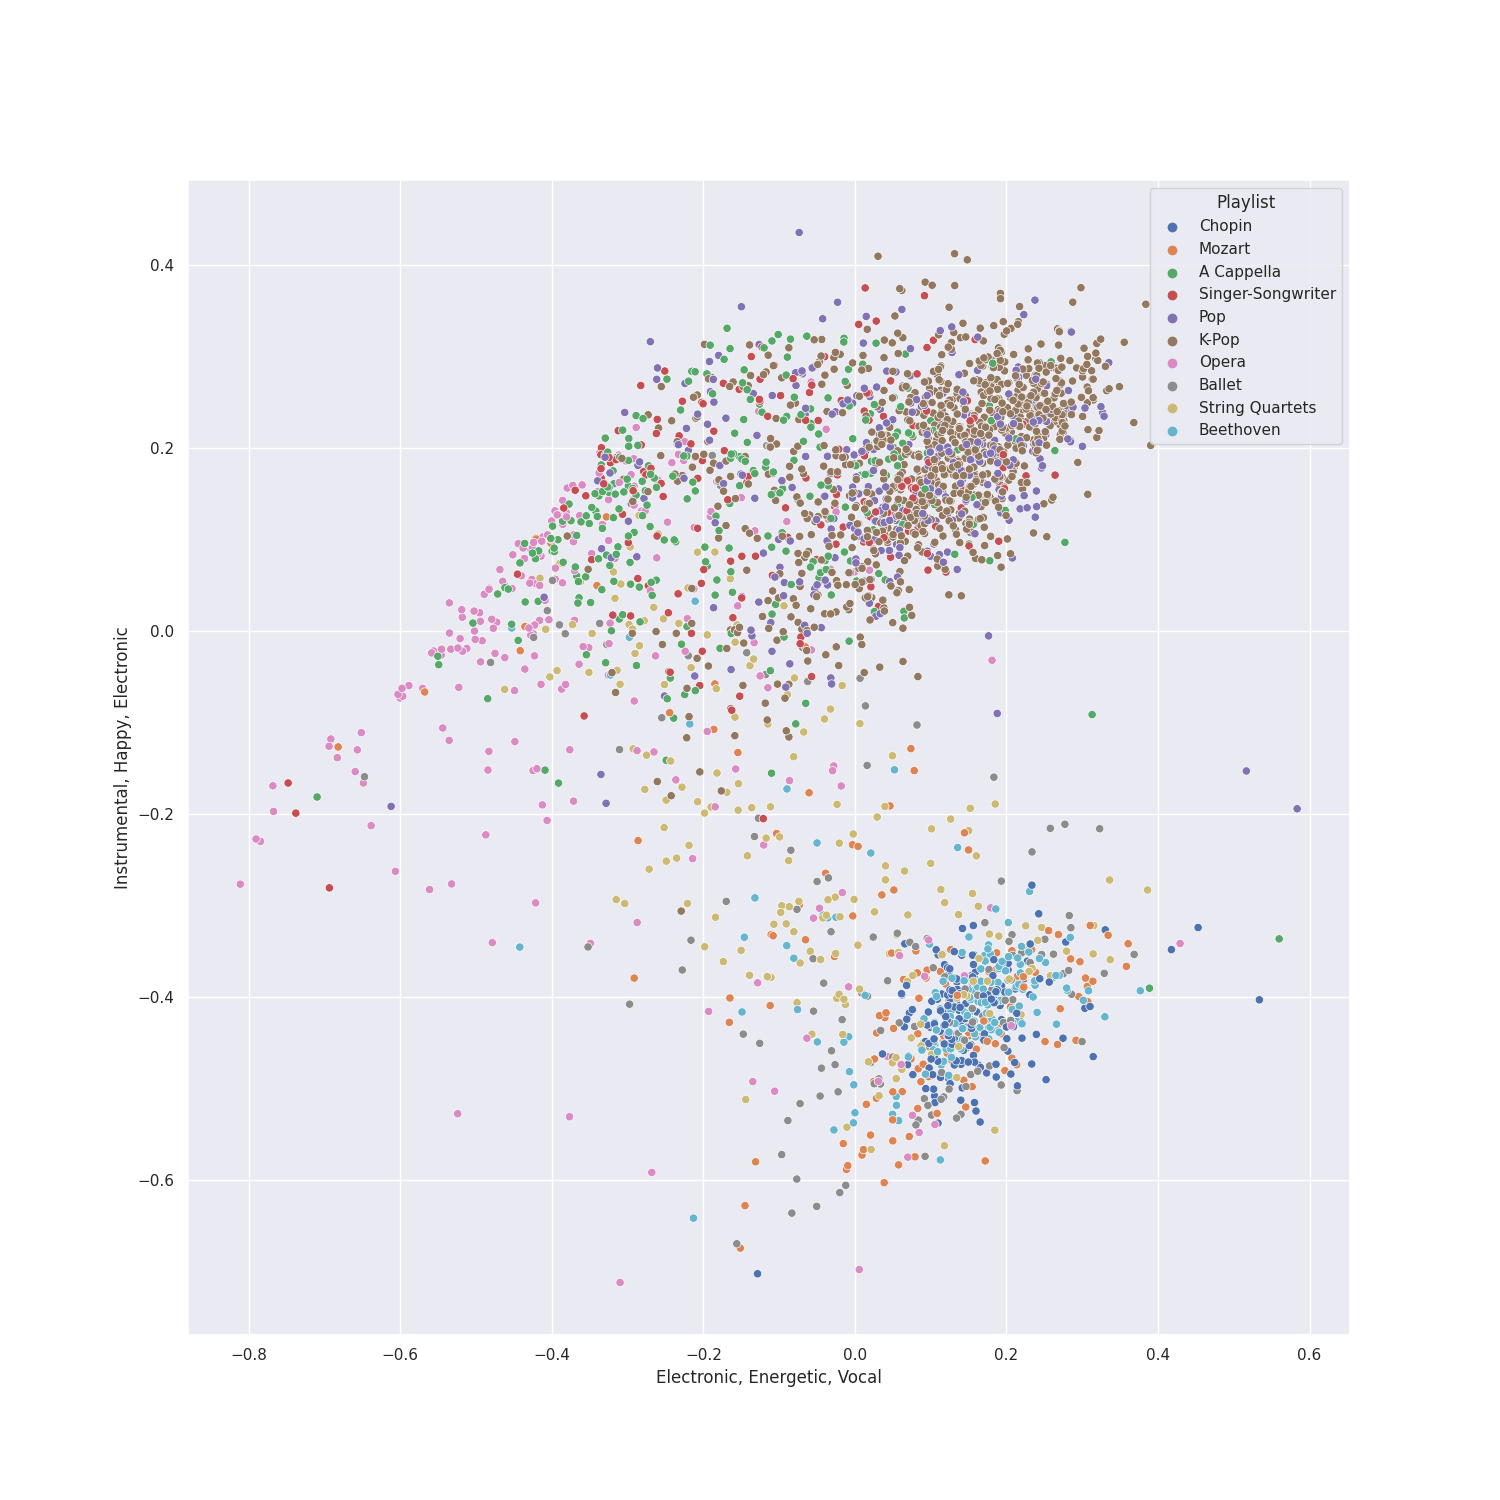 Playlist
Chopin
Mozart
A Cappella
Singer-Songwriter
Pop
K-Pop
Opera
Ballet
String Quartets
Beethoven
0.4
0.2
0.0
−0.2
−0.4
−0.6
Instrumental, Happy, Electronic
−0.8
−0.6
−0.4
−0.2
0.0
0.2
0.4
0.6
Electronic, Energetic, Vocal